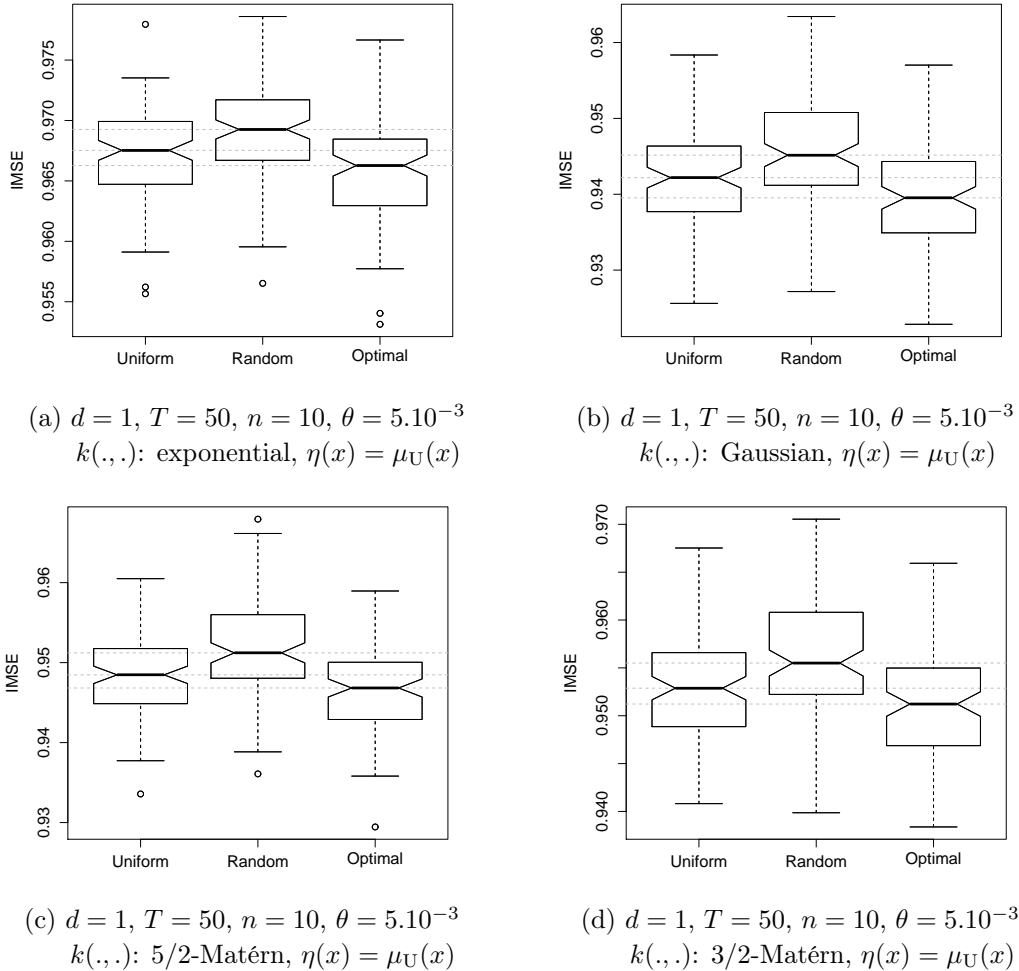 IMSE
0.975
0.970
0.965
0.960
0.955
Uniform Random Optimal
(a) d = 1, T = 50, n = 10, θ = 5.10⁻³
k(., .): exponential, η(x) = μ_U(x)
IMSE
0.96
0.95
0.94
0.93
Uniform Random Optimal
(b) d = 1, T = 50, n = 10, θ = 5.10⁻³
k(., .): Gaussian, η(x) = μ_U(x)
IMSE
0.96
0.95
0.94
0.93
Uniform Random Optimal
(c) d = 1, T = 50, n = 10, θ = 5.10⁻³
k(., .): 5/2-Matérn, η(x) = μ_U(x)
IMSE
0.970
0.960
0.950
0.940
Uniform Random Optimal
(d) d = 1, T = 50, n = 10, θ = 5.10⁻³
k(., .): 3/2-Matérn, η(x) = μ_U(x)